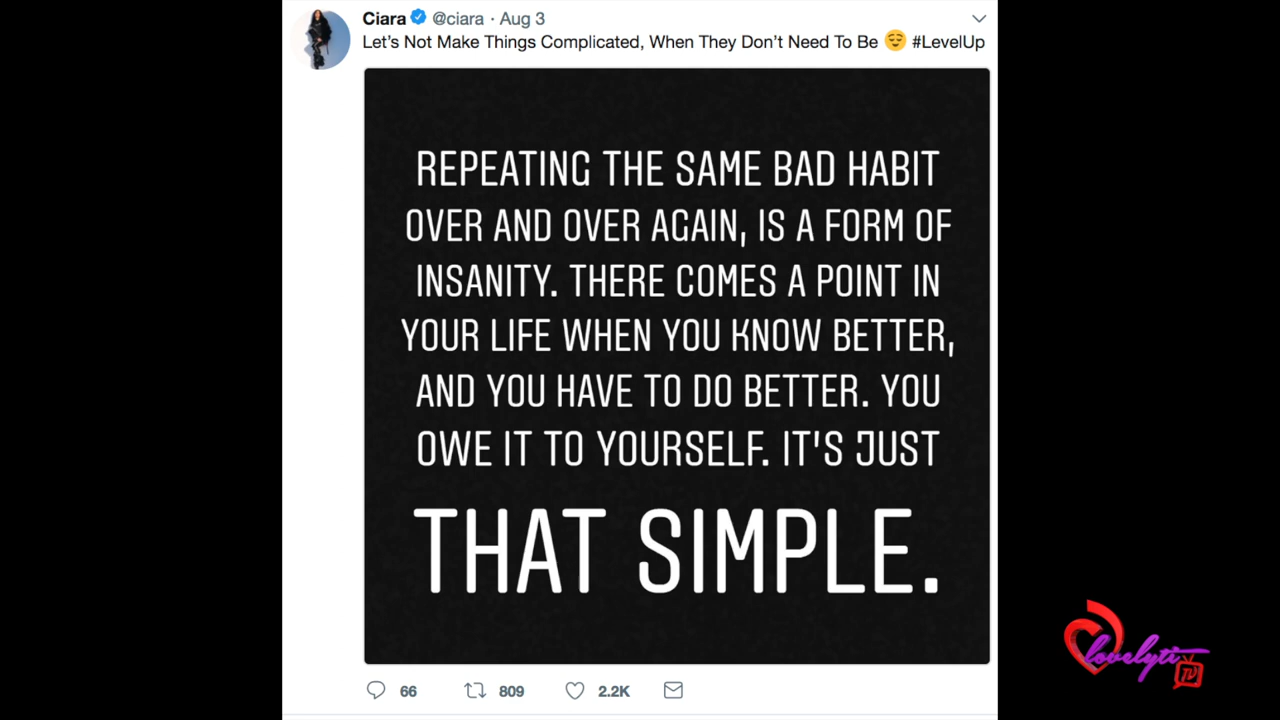 Ciara @ciara · Aug 3
Let's Not Make Things Complicated, When They Don't Need To Be 😌 #LevelUp
REPEATING THE SAME BAD HABIT
OVER AND OVER AGAIN, IS A FORM OF
INSANITY. THERE COMES A POINT IN
YOUR LIFE WHEN YOU KNOW BETTER,
AND YOU HAVE TO DO BETTER. YOU
OWE IT TO YOURSELF. IT'S JUST
THAT SIMPLE.
66 809 2.2K
lovelyti
TV